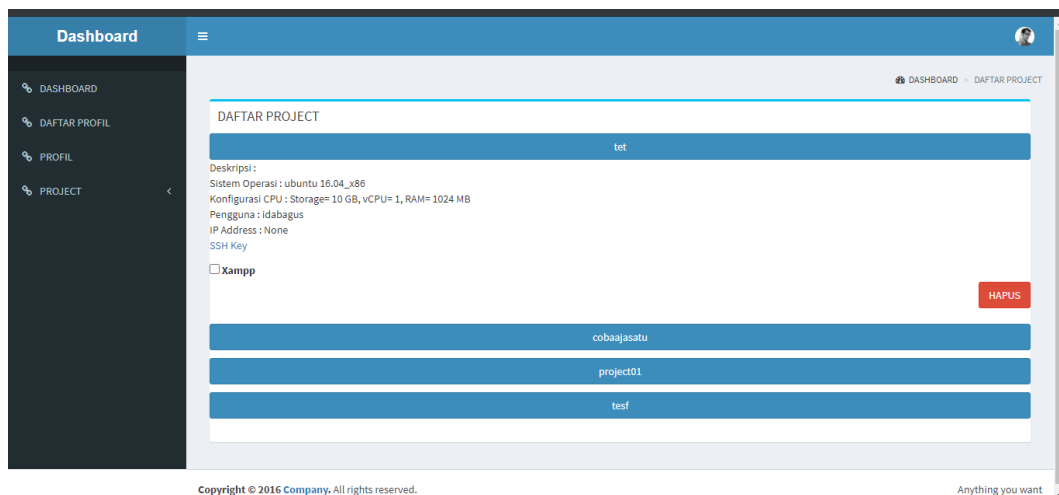 Dashboard
DASHBOARD > DAFTAR PROJECT
DASHBOARD
DAFTAR PROFIL
PROFIL
PROJECT
DAFTAR PROJECT
tet
Deskripsi :
Sistem Operasi : ubuntu 16.04_x86
Konfigurasi CPU : Storage= 10 GB, vCPU= 1, RAM= 1024 MB
Pengguna : idabagus
IP Address : None
SSH Key
Xampp
HAPUS
cobaajasatu
project01
tesf
Copyright © 2016 Company. All rights reserved.
Anything you want